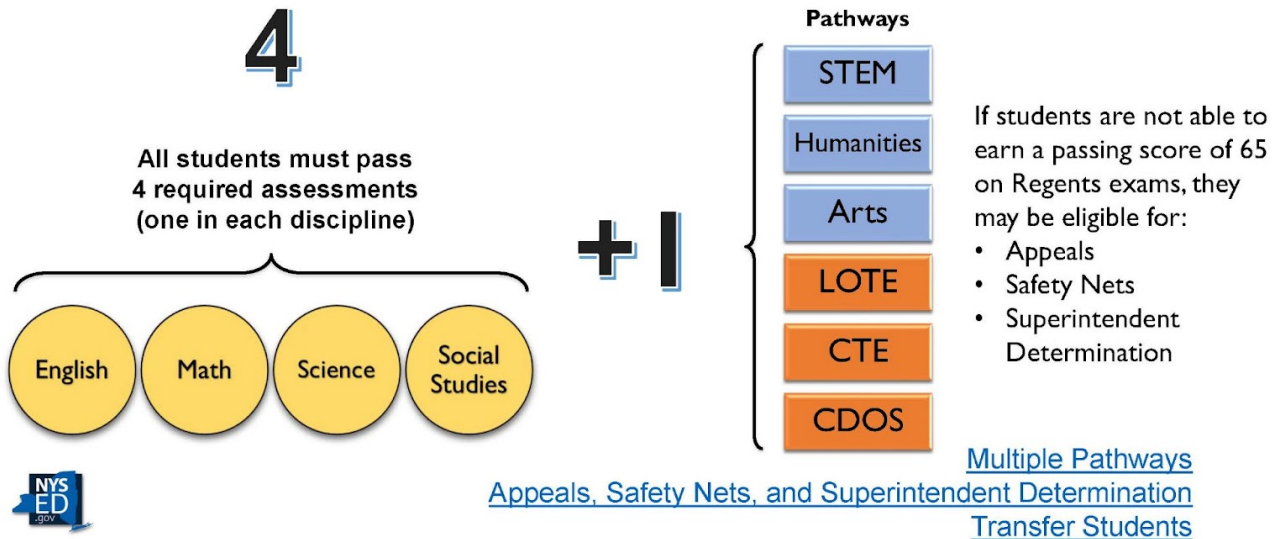 4
All students must pass
4 required assessments
(one in each discipline)
English
Math
Science
Social
Studies
+1
Pathways
STEM
Humanities
Arts
LOTE
CTE
CDOS
If students are not able to
earn a passing score of 65
on Regents exams, they
may be eligible for:
• Appeals
• Safety Nets
• Superintendent
Determination
NYS
ED
.gov
Multiple Pathways
Appeals, Safety Nets, and Superintendent Determination
Transfer Students